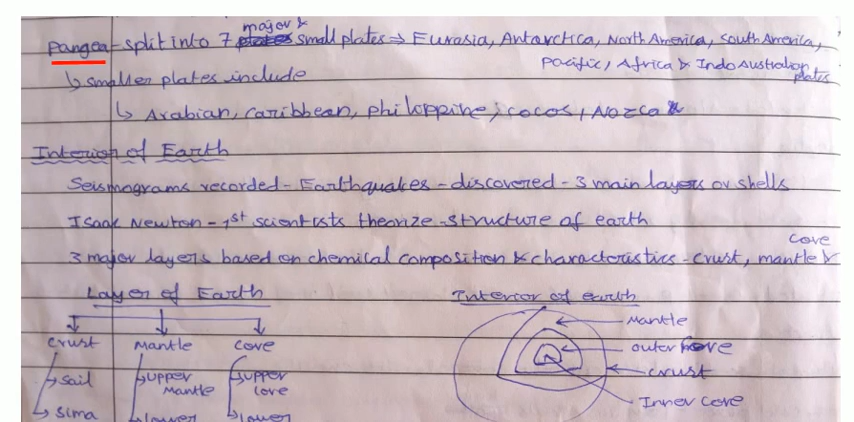 Pangea - split into 7 major & small plates ⇒ Eurasia, Antarctica, North America, South America,
Pacific, Africa & Indo Australian plates
↳ smaller plates include
↳ Arabian, Caribbean, Philoppine, Cocos, Nozca
Interior of Earth
Seismograms recorded - Earthquakes - discovered - 3 main layers or shells
Isaak Newton - 1st scientists theorize - structure of earth
3 major layers based on chemical composition & characteristics - crust, mantle & core
Layer of Earth
Interior of earth
Crust Mantle Core
sail upper mantle upper core
sima lower lower
Mantle
outer core
crust
Inner core